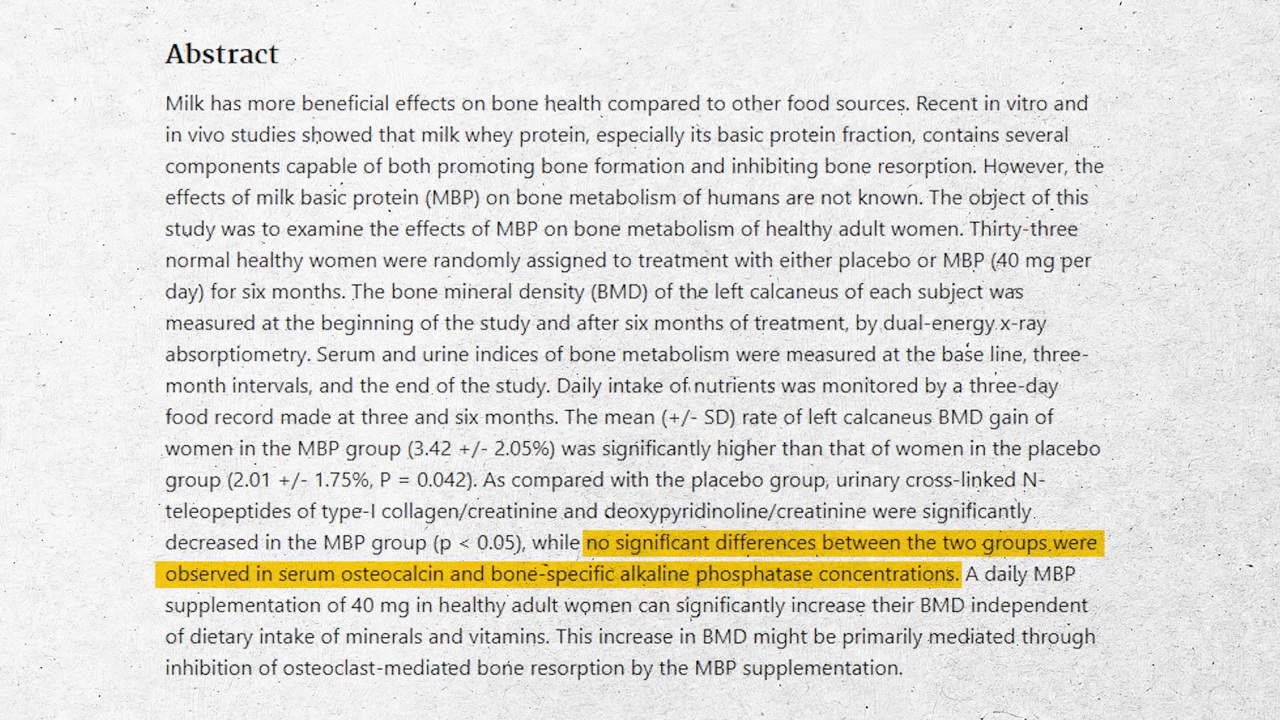 Abstract
Milk has more beneficial effects on bone health compared to other food sources. Recent in vitro and
in vivo studies showed that milk whey protein, especially its basic protein fraction, contains several
components capable of both promoting bone formation and inhibiting bone resorption. However, the
effects of milk basic protein (MBP) on bone metabolism of humans are not known. The object of this
study was to examine the effects of MBP on bone metabolism of healthy adult women. Thirty-three
normal healthy women were randomly assigned to treatment with either placebo or MBP (40 mg per
day) for six months. The bone mineral density (BMD) of the left calcaneus of each subject was
measured at the beginning of the study and after six months of treatment, by dual-energy x-ray
absorptiometry. Serum and urine indices of bone metabolism were measured at the base line, three-
month intervals, and the end of the study. Daily intake of nutrients was monitored by a three-day
food record made at three and six months. The mean (+/- SD) rate of left calcaneus BMD gain of
women in the MBP group (3.42 +/- 2.05%) was significantly higher than that of women in the placebo
group (2.01 +/- 1.75%, P = 0.042). As compared with the placebo group, urinary cross-linked N-
teleopeptides of type-I collagen/creatinine and deoxypyridinoline/creatinine were significantly
decreased in the MBP group (p < 0.05), while no significant differences between the two groups were
observed in serum osteocalcin and bone-specific alkaline phosphatase concentrations. A daily MBP
supplementation of 40 mg in healthy adult women can significantly increase their BMD independent
of dietary intake of minerals and vitamins. This increase in BMD might be primarily mediated through
inhibition of osteoclast-mediated bone resorption by the MBP supplementation.